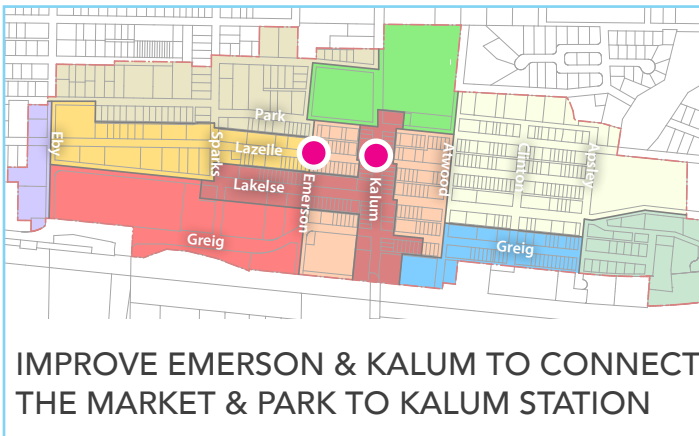 Park
Eby
Sparks
Lazelle
Emerson
Kalum
Atwood
Clinton
Apsley
Lakelse
Greig
Greig
IMPROVE EMERSON & KALUM TO CONNECT
THE MARKET & PARK TO KALUM STATION